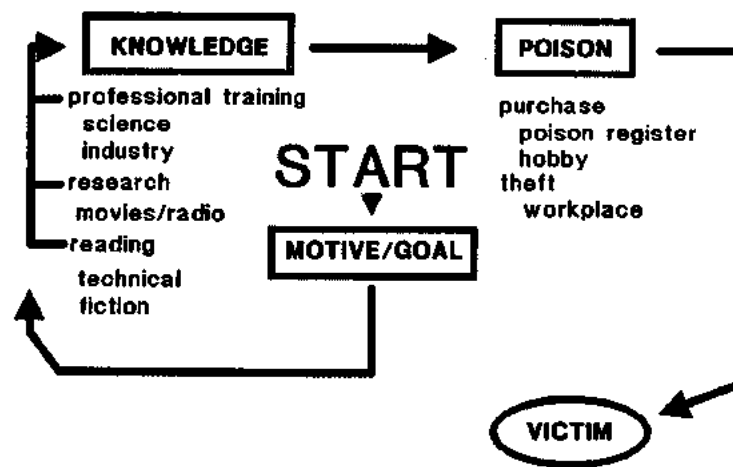 KNOWLEDGE
professional training
science
industry
research
movies/radio
reading
technical
fiction
START
MOTIVE/GOAL
POISON
purchase
poison register
hobby
theft
workplace
VICTIM